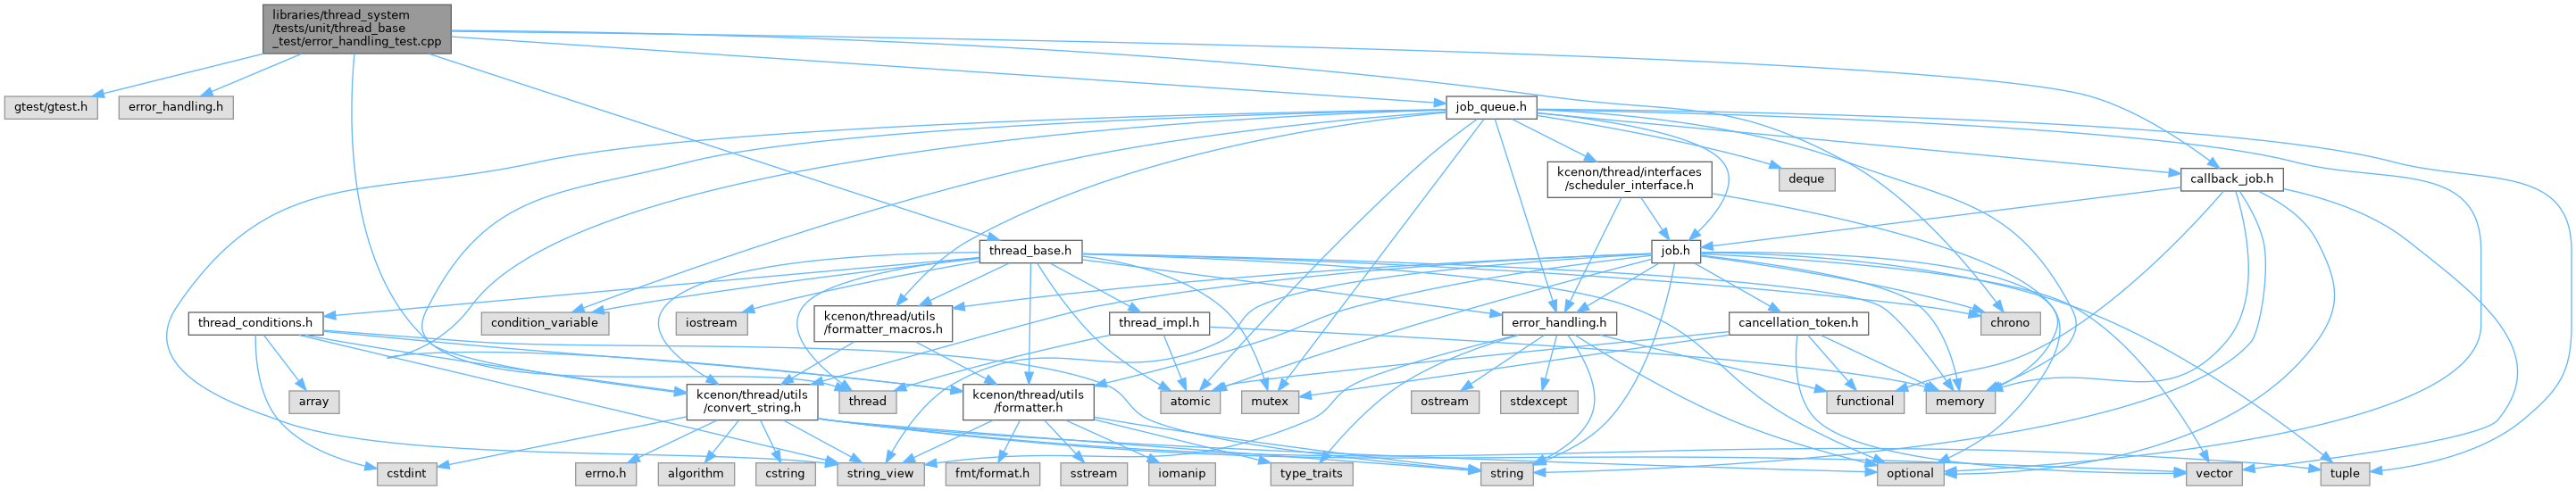 libraries/thread_system
/tests/unit/thread_base
_test/error_handling_test.cpp
gtest/gtest.h
error_handling.h
job_queue.h
kcenon/thread/interfaces
/scheduler_interface.h
deque
callback_job.h
thread_base.h
job.h
thread_conditions.h
condition_variable
iostream
kcenon/thread/utils
/formatter_macros.h
thread_impl.h
error_handling.h
cancellation_token.h
chrono
array
kcenon/thread/utils
/convert_string.h
thread
kcenon/thread/utils
/formatter.h
atomic
mutex
ostream
stdexcept
functional
memory
cstdint
errno.h
algorithm
cstring
string_view
fmt/format.h
sstream
iomanip
type_traits
string
optional
vector
tuple